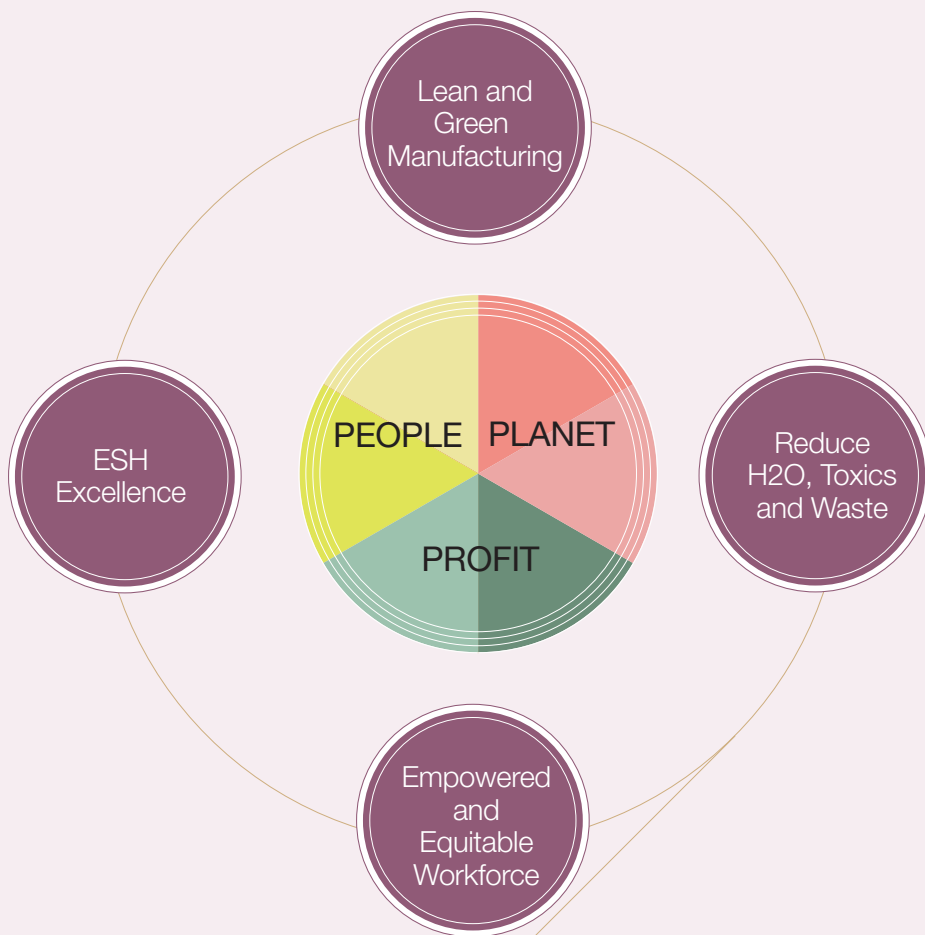 Lean and
Green
Manufacturing
PEOPLE
PLANET
PROFIT
ESH
Excellence
Reduce
H2O, Toxics
and Waste
Empowered
and
Equitable
Workforce